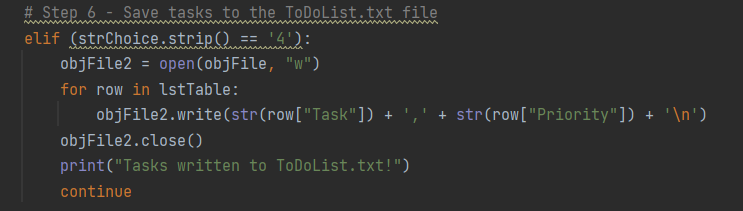 # Step 6 - Save tasks to the ToDoList.txt file
elif (strChoice.strip() == '4'):
    objFile2 = open(objFile, "w")
    for row in lstTable:
        objFile2.write(str(row["Task"]) + ',' + str(row["Priority"]) + '\n')
    objFile2.close()
    print("Tasks written to ToDoList.txt!")
    continue